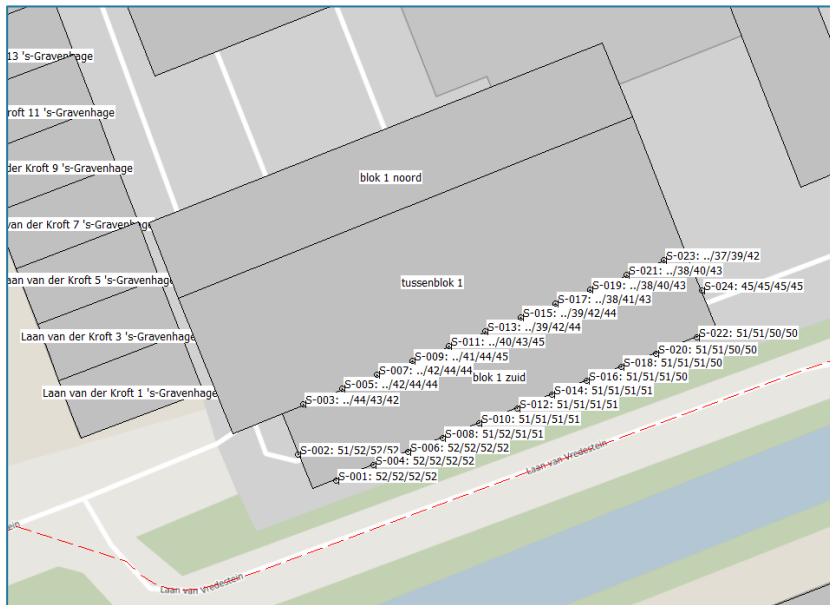 13 's-Gravenhage
roft 11 's-Gravenhage
der Kroft 9 's-Gravenhage
van der Kroft 7 's-Gravenhage
aan van der Kroft 5 's-Gravenhage
Laan van der Kroft 3 's-Gravenhage
Laan van der Kroft 1 's-Gravenhage
blok 1 noord
tussenblok 1
S-023: ../37/39/42
S-021: ../38/40/43
S-024: 45/45/45/45
S-019: ../38/40/43
S-017: ../38/41/43
S-015: ../39/42/44
S-013: ../39/42/44
S-011: ../40/43/45
S-009: ../41/44/45
S-007: ../42/44/44
S-005: ../42/44/44
S-003: ../44/43/42
blok 1 zuid
S-022: 51/51/50/50
S-020: 51/51/50/50
S-018: 51/51/51/50
S-016: 51/51/51/50
S-014: 51/51/51/51
S-012: 51/51/51/51
S-010: 51/51/51/51
S-008: 51/52/51/51
S-006: 52/52/52/52
S-002: 51/52/52/52
S-004: 52/52/52/52
S-001: 52/52/52/52
Laan van Vredestein
Laan van Vredestein